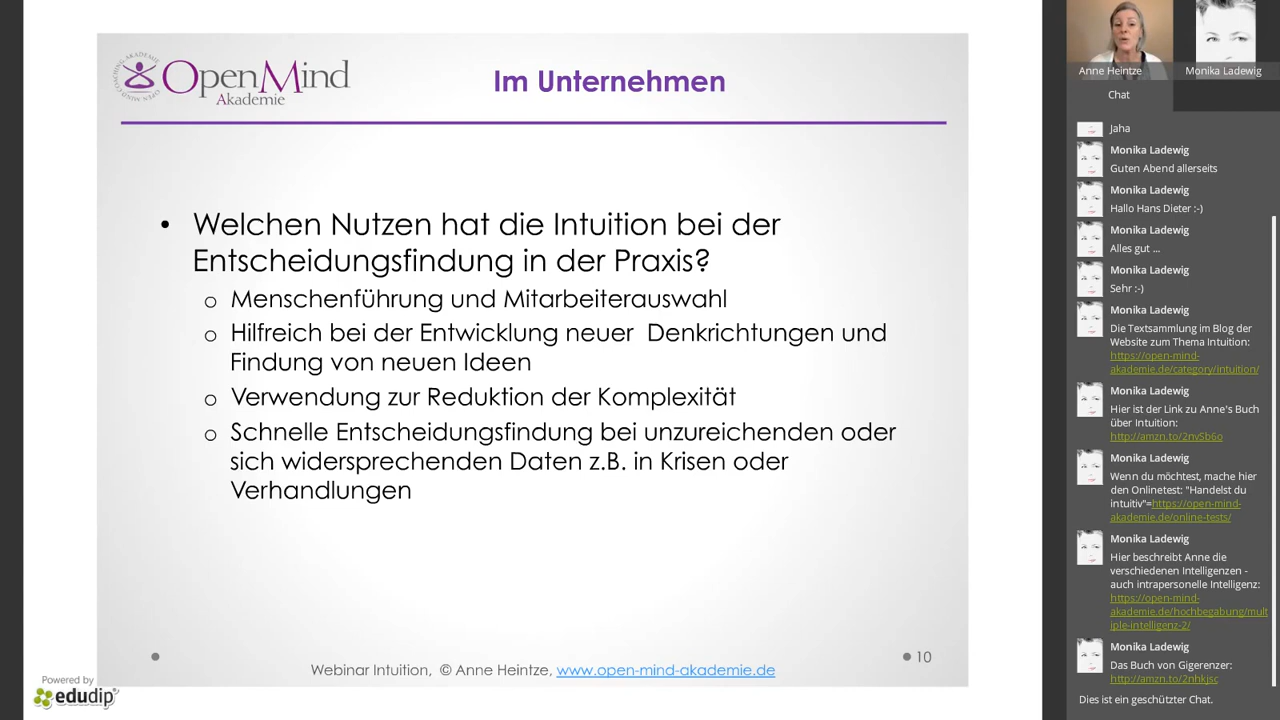 OpenMind
Akademie
Im Unternehmen
• Welchen Nutzen hat die Intuition bei der
Entscheidungsfindung in der Praxis?
o Menschenführung und Mitarbeiterauswahl
o Hilfreich bei der Entwicklung neuer Denkrichtungen und
Findung von neuen Ideen
o Verwendung zur Reduktion der Komplexität
o Schnelle Entscheidungsfindung bei unzureichenden oder
sich widersprechenden Daten z.B. in Krisen oder
Verhandlungen
Webinar Intuition, © Anne Heintze, www.open-mind-akademie.de
10
Powered by
edudip
Anne Heintze
Monika Ladewig
Chat
Jaha
Monika Ladewig
Guten Abend allerseits
Monika Ladewig
Hallo Hans Dieter :-)
Monika Ladewig
Alles gut ...
Monika Ladewig
Sehr :-)
Monika Ladewig
Die Textsammlung im Blog der
Website zum Thema Intuition:
https://open-mind-
akademie.de/category/intuition/
Monika Ladewig
Hier ist der Link zu Anne's Buch
über Intuition:
http://amzn.to/2nvSb6o
Monika Ladewig
Wenn du möchtest, mache hier
den Onlinetest: "Handelst du
intuitiv"=https://open-mind-
akademie.de/online-tests/
Monika Ladewig
Hier beschreibt Anne die
verschiedenen Intelligenzen -
auch intrapersonelle Intelligenz:
https://open-mind-
akademie.de/hochbegabung/mult
iple-intelligenz-2/
Monika Ladewig
Das Buch von Gigerenzer:
http://amzn.to/2nhkjsc
Dies ist ein geschützter Chat.